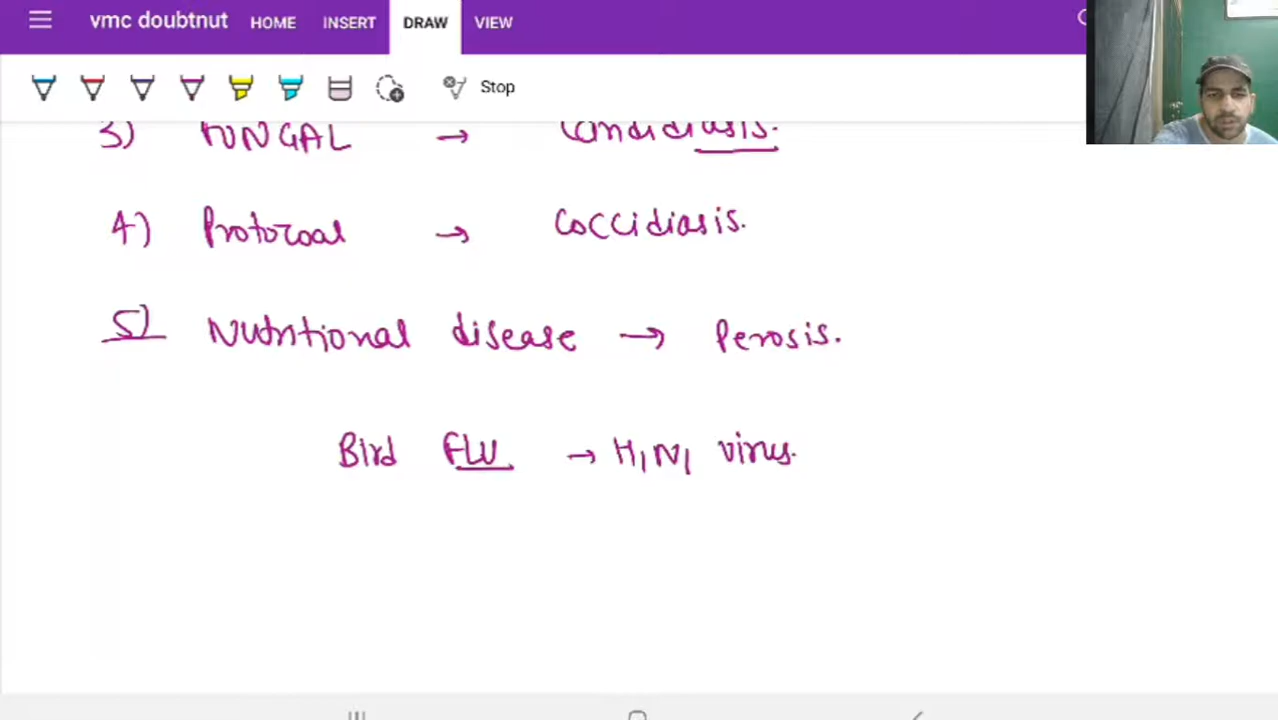 vmc doubtnut HOME INSERT DRAW VIEW
Stop
3) FUNGAL → Candidiasis.
4) Protozoal → Coccidiasis.
5) Nutritional disease → Perosis.
Bird FLU → H1N1 virus.